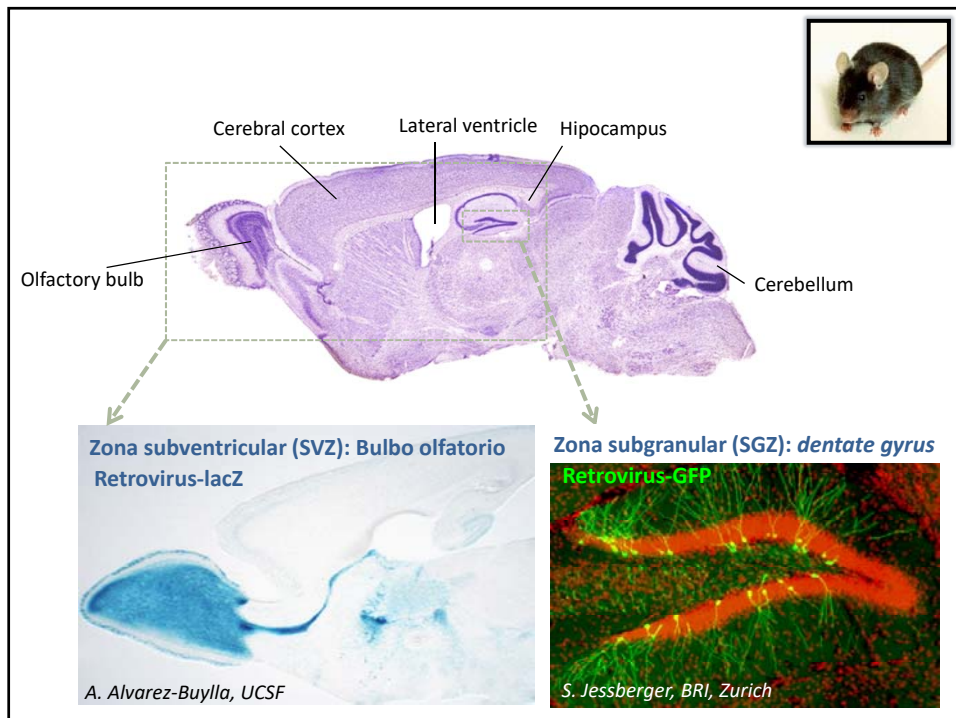 Cerebral cortex
Lateral ventricle
Hipocampus
Olfactory bulb
Cerebellum
Zona subventricular (SVZ): Bulbo olfatorio
Retrovirus-lacZ
A. Alvarez-Buylla, UCSF
Zona subgranular (SGZ): dentate gyrus
Retrovirus-GFP
S. Jessberger, BRI, Zurich